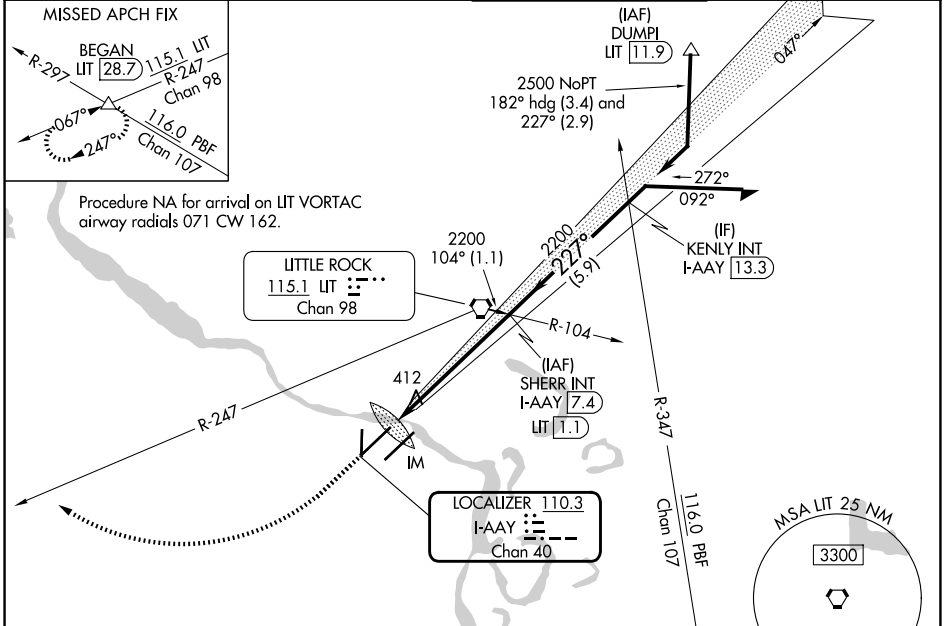 MISSED APCH FIX
BEGAN
LIT 28.7
115.1 LIT
R-247
Chan 98
R-297
067°
247°
116.0 PBF
Chan 107
Procedure NA for arrival on LIT VORTAC
airway radials 071 CW 162.
(IAF)
DUMPI
LIT 11.9
047°
2500 NoPT
182° hdg (3.4) and
227° (2.9)
272°
092°
(IF)
KENLY INT
I-AAY 13.3
2200
227°
(5.9)
2200
104° (1.1)
LITTLE ROCK
115.1 LIT
Chan 98
R-104
(IAF)
SHERR INT
I-AAY 7.4
LIT 1.1
412
R-247
IM
R-347
116.0 PBF
Chan 107
LOCALIZER 110.3
I-AAY
Chan 40
MSA LIT 25 NM
3300